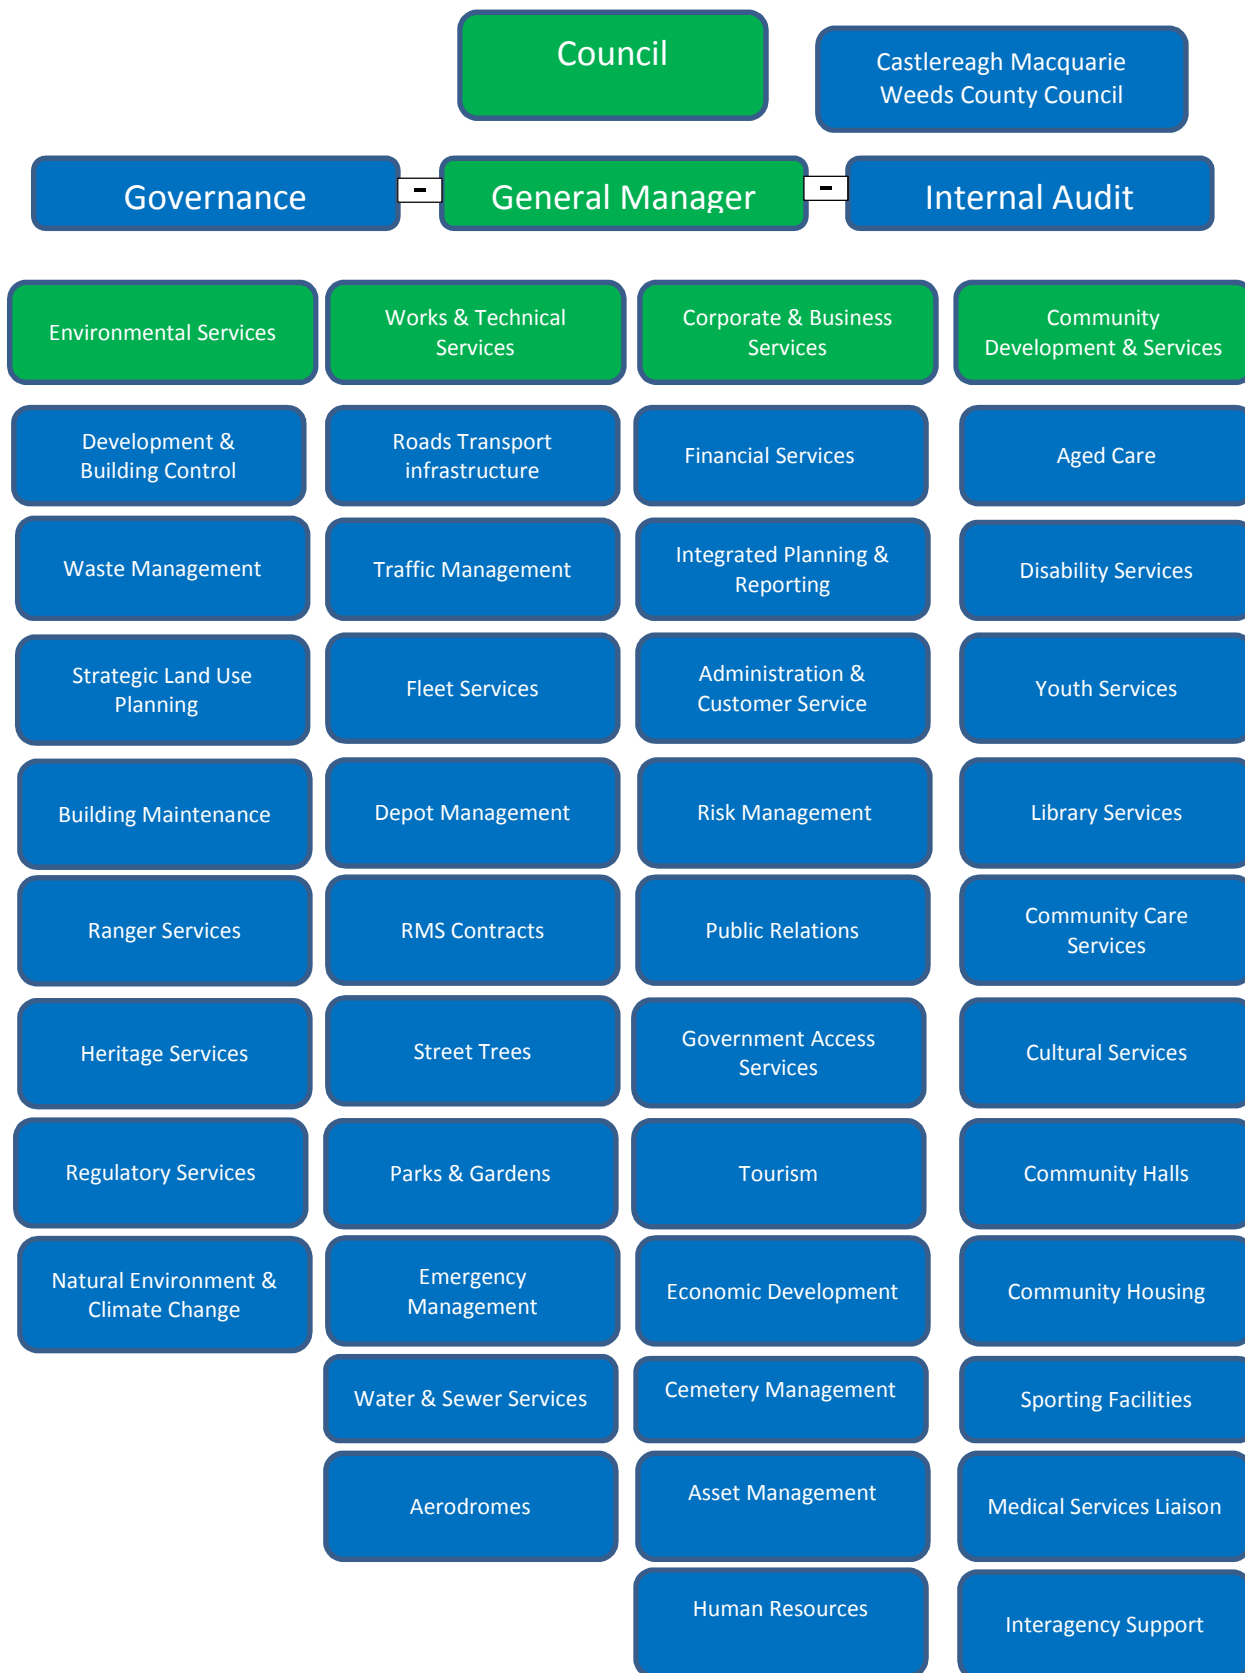 Council
Castlereagh Macquarie
Weeds County Council
Governance
-
General Manager
-
Internal Audit
Environmental Services
Works & Technical
Services
Corporate & Business
Services
Community
Development & Services
Development &
Building Control
Roads Transport
infrastructure
Financial Services
Aged Care
Waste Management
Traffic Management
Integrated Planning &
Reporting
Disability Services
Strategic Land Use
Planning
Fleet Services
Administration &
Customer Service
Youth Services
Building Maintenance
Depot Management
Risk Management
Library Services
Ranger Services
RMS Contracts
Public Relations
Community Care
Services
Heritage Services
Street Trees
Government Access
Services
Cultural Services
Regulatory Services
Parks & Gardens
Tourism
Community Halls
Natural Environment &
Climate Change
Emergency
Management
Economic Development
Community Housing
Water & Sewer Services
Cemetery Management
Sporting Facilities
Aerodromes
Asset Management
Medical Services Liaison
Human Resources
Interagency Support